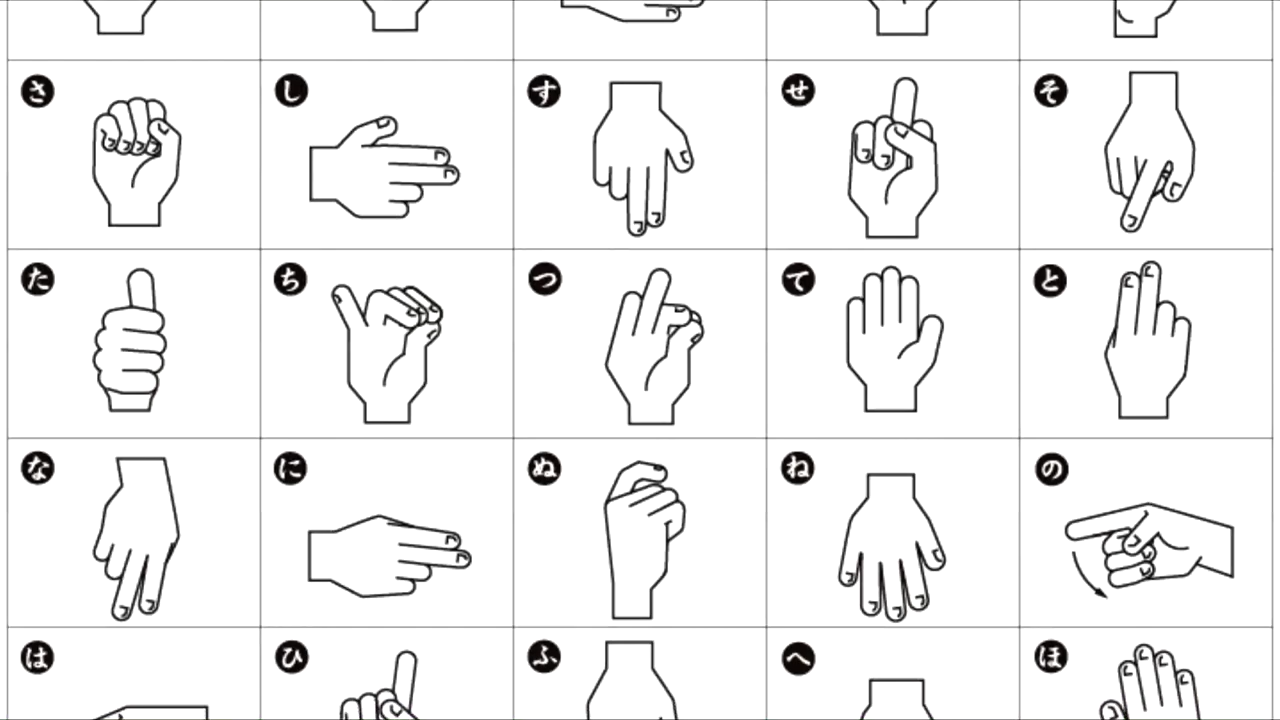 さ し す せ そ
た ち つ て と
な に ぬ ね の
は ひ ふ へ ほ